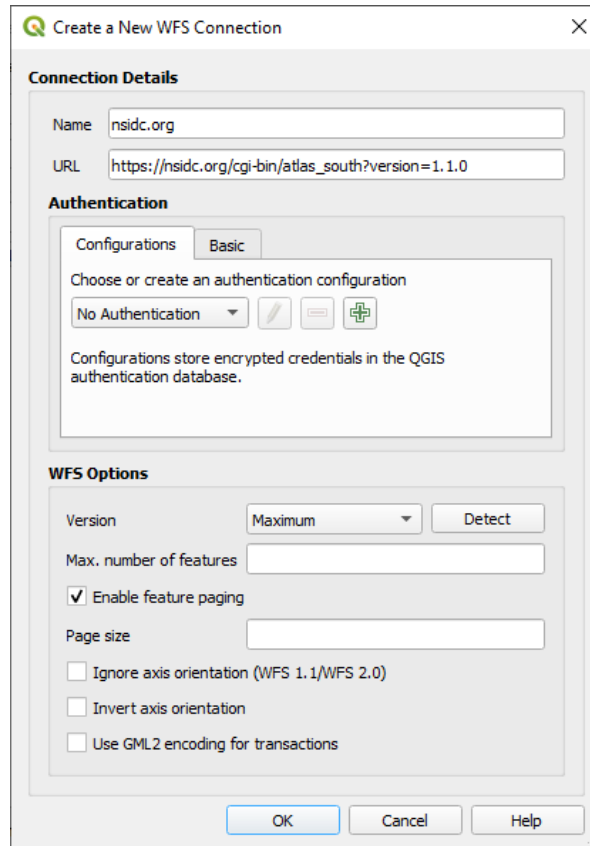 Create a New WFS Connection
Connection Details
Name nsidc.org
URL https://nsidc.org/cgi-bin/atlas_south?version=1.1.0
Authentication
Configurations Basic
Choose or create an authentication configuration
No Authentication
Configurations store encrypted credentials in the QGIS
authentication database.
WFS Options
Version Maximum Detect
Max. number of features
Enable feature paging
Page size
Ignore axis orientation (WFS 1.1/WFS 2.0)
Invert axis orientation
Use GML2 encoding for transactions
OK Cancel Help